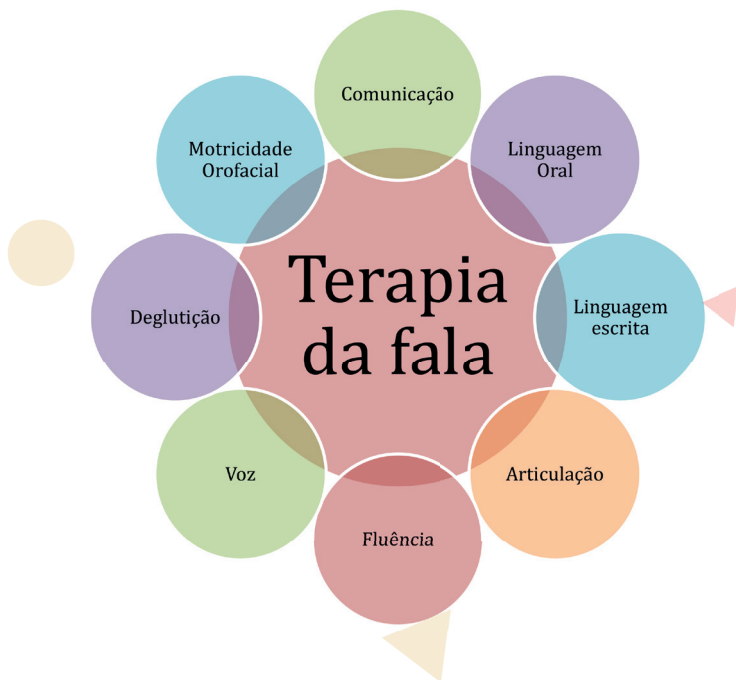 Comunicação
Motricidade
Orofacial
Linguagem
Oral
Terapia
da fala
Deglutição
Linguagem
escrita
Voz
Articulação
Fluência